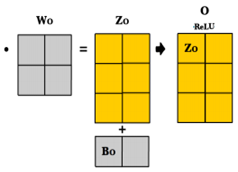 O
Wo Zo ·ReLU
· = Zo
+
Bo